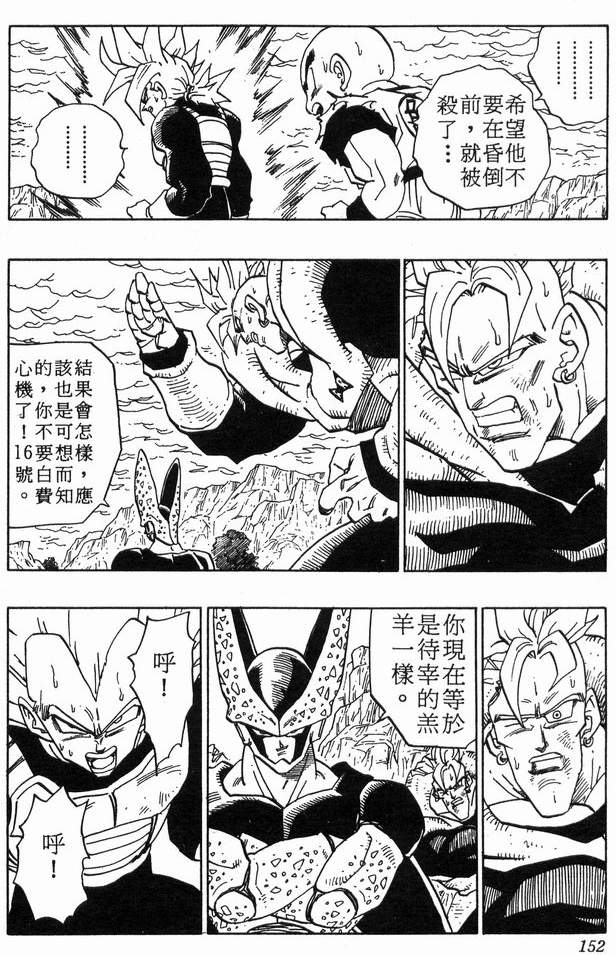 ………
希望他不
要在昏倒
前，就被
殺了…
………
結果會怎樣，應
該也是可想而知
的，你不要白費
心機了！16號。
你現在等於
是待宰的羔
羊一樣。
呼！
呼！
152